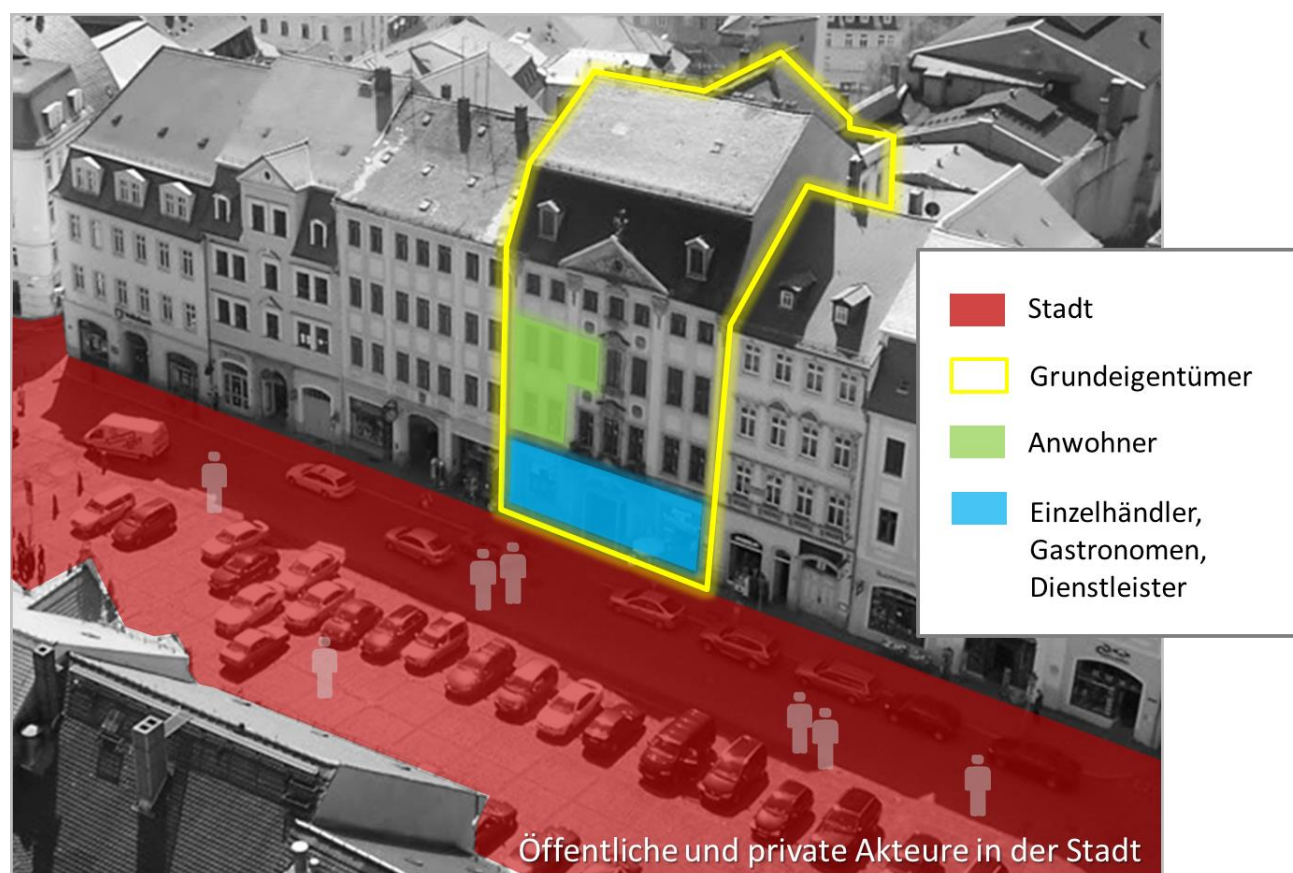 Stadt
Grundeigentümer
Anwohner
Einzelhändler,
Gastronomen,
Dienstleister
Öffentliche und private Akteure in der Stadt